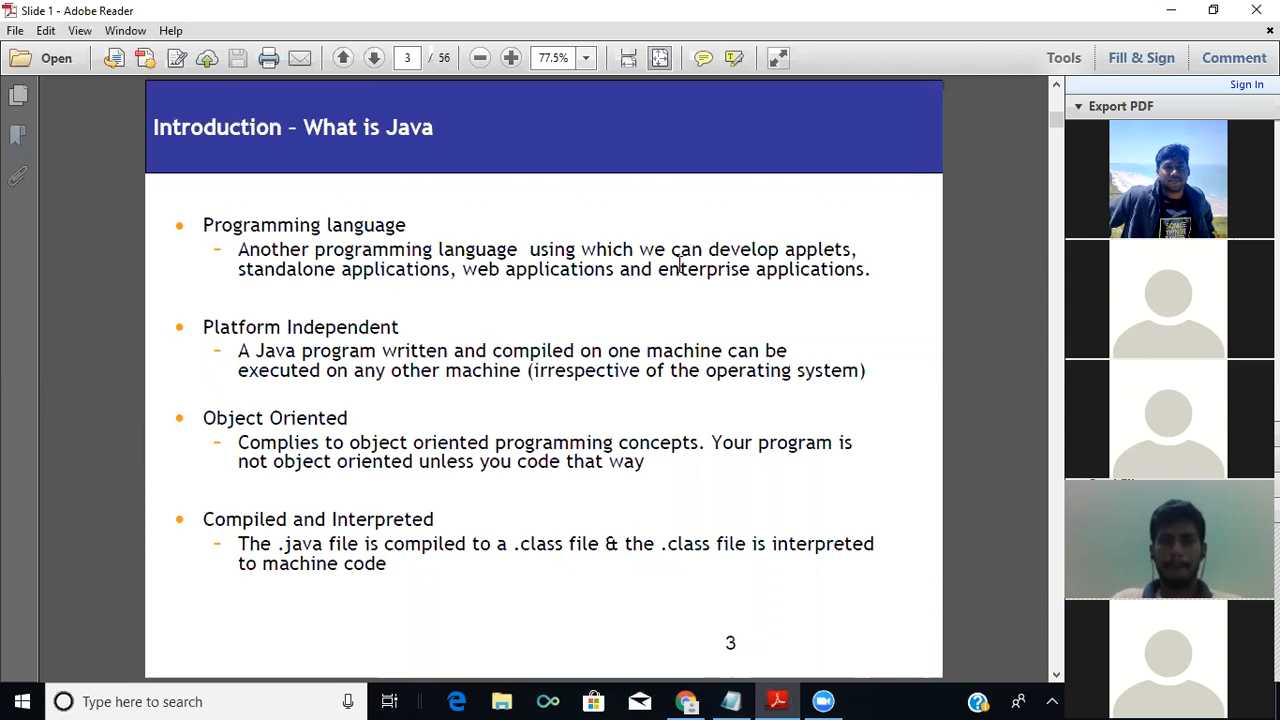 Slide 1 - Adobe Reader
File Edit View Window Help
Open 3 / 56 77.5% Tools Fill & Sign Comment
Sign In
Export PDF
Introduction – What is Java
• Programming language
– Another programming language using which we can develop applets,
standalone applications, web applications and enterprise applications.
• Platform Independent
– A Java program written and compiled on one machine can be
executed on any other machine (irrespective of the operating system)
• Object Oriented
– Complies to object oriented programming concepts. Your program is
not object oriented unless you code that way
• Compiled and Interpreted
– The .java file is compiled to a .class file & the .class file is interpreted
to machine code
3
Type here to search